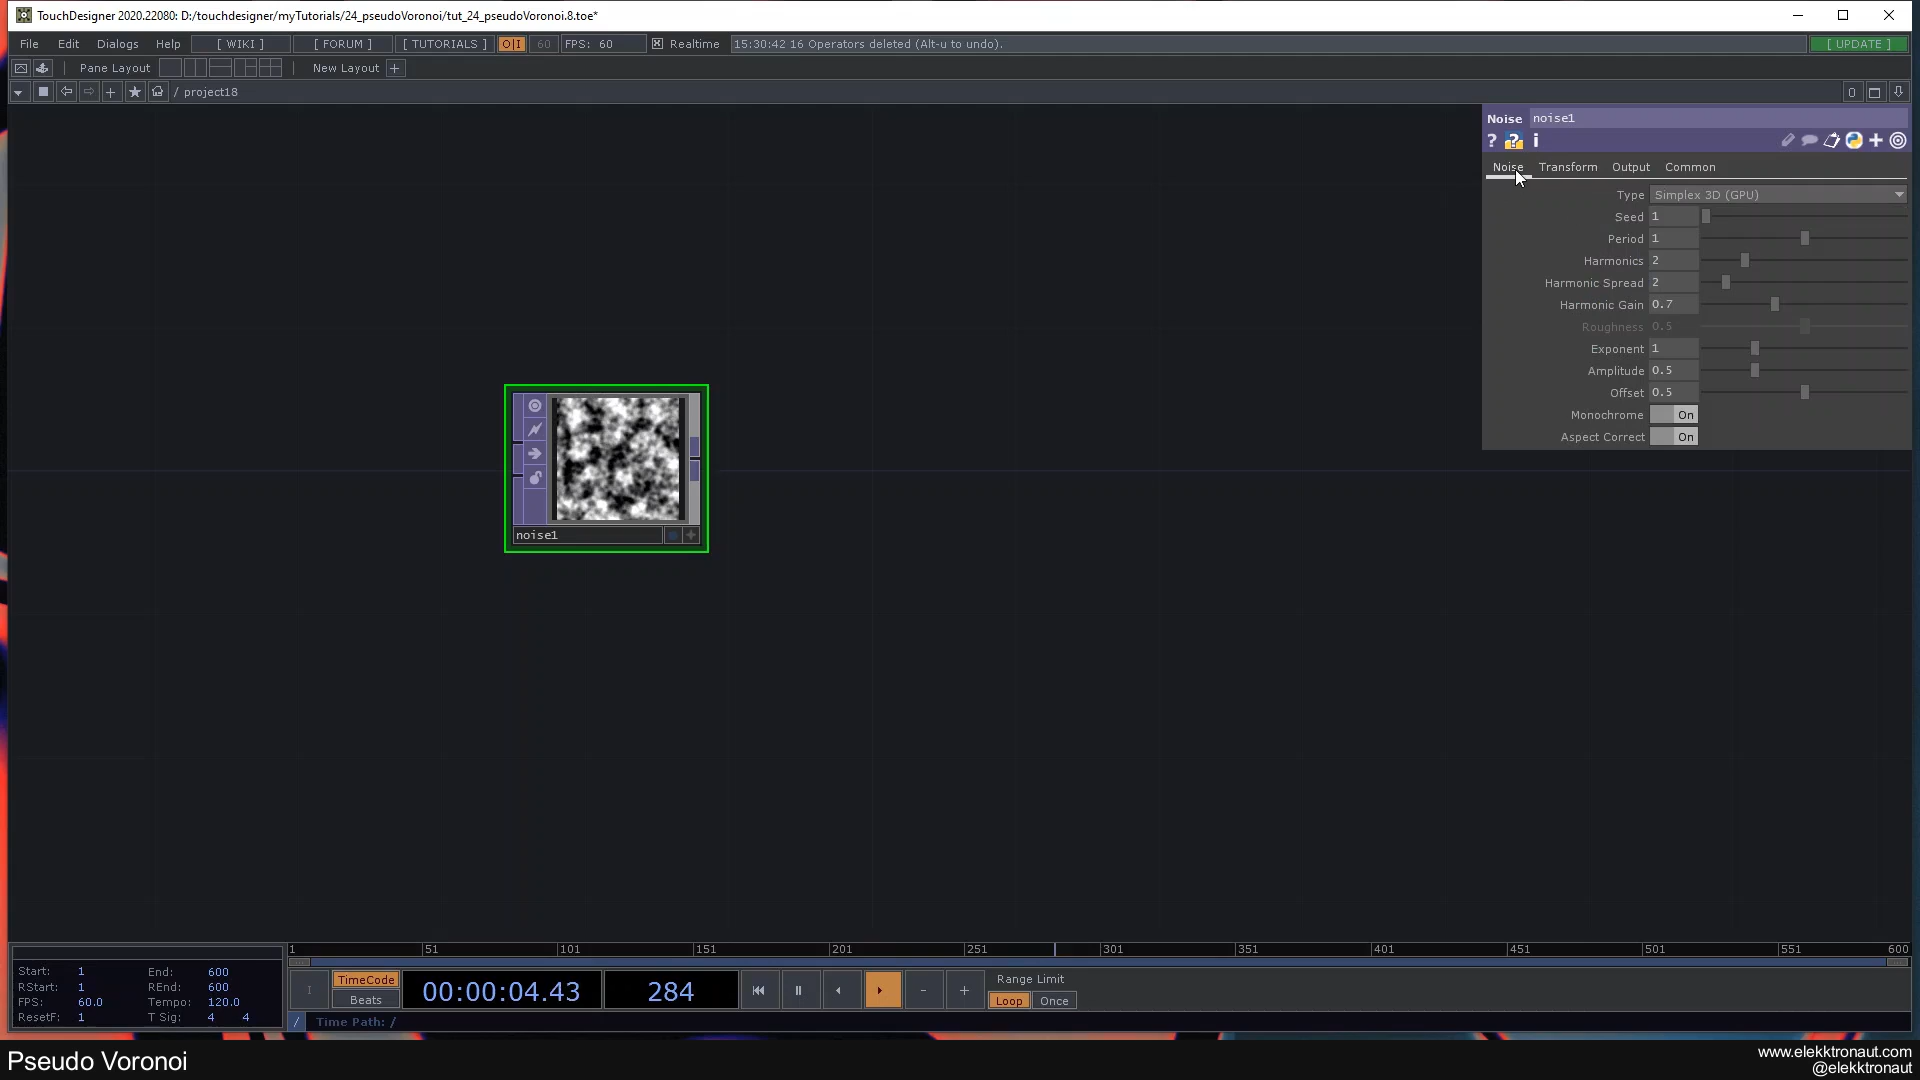 TouchDesigner 2020.22080: D:/touchdesigner/myTutorials/24_pseudoVoronoi/tut_24_pseudoVoronoi.8.toe*
File Edit Dialogs Help [ WIKI ] [ FORUM ] [ TUTORIALS ] O|I 60 FPS: 60 Realtime 15:30:42 16 Operators deleted (Alt-u to undo). [ UPDATE ]
Pane Layout New Layout +
/ project18 0
Noise noise1
? ? i
Noise Transform Output Common
Type Simplex 3D (GPU)
Seed 1
Period 1
Harmonics 2
Harmonic Spread 2
Harmonic Gain 0.7
Roughness 0.5
Exponent 1
Amplitude 0.5
Offset 0.5
Monochrome On
Aspect Correct On
noise1
1 51 101 151 201 251 301 351 401 451 501 551 600
Start: 1 End: 600
RStart: 1 REnd: 600
FPS: 60.0 Tempo: 120.0
ResetF: 1 T Sig: 4 4
I TimeCode Beats 00:00:04.43 284 - + Range Limit
Loop Once
/ Time Path: /
Pseudo Voronoi
www.elekktronaut.com
@elekktronaut